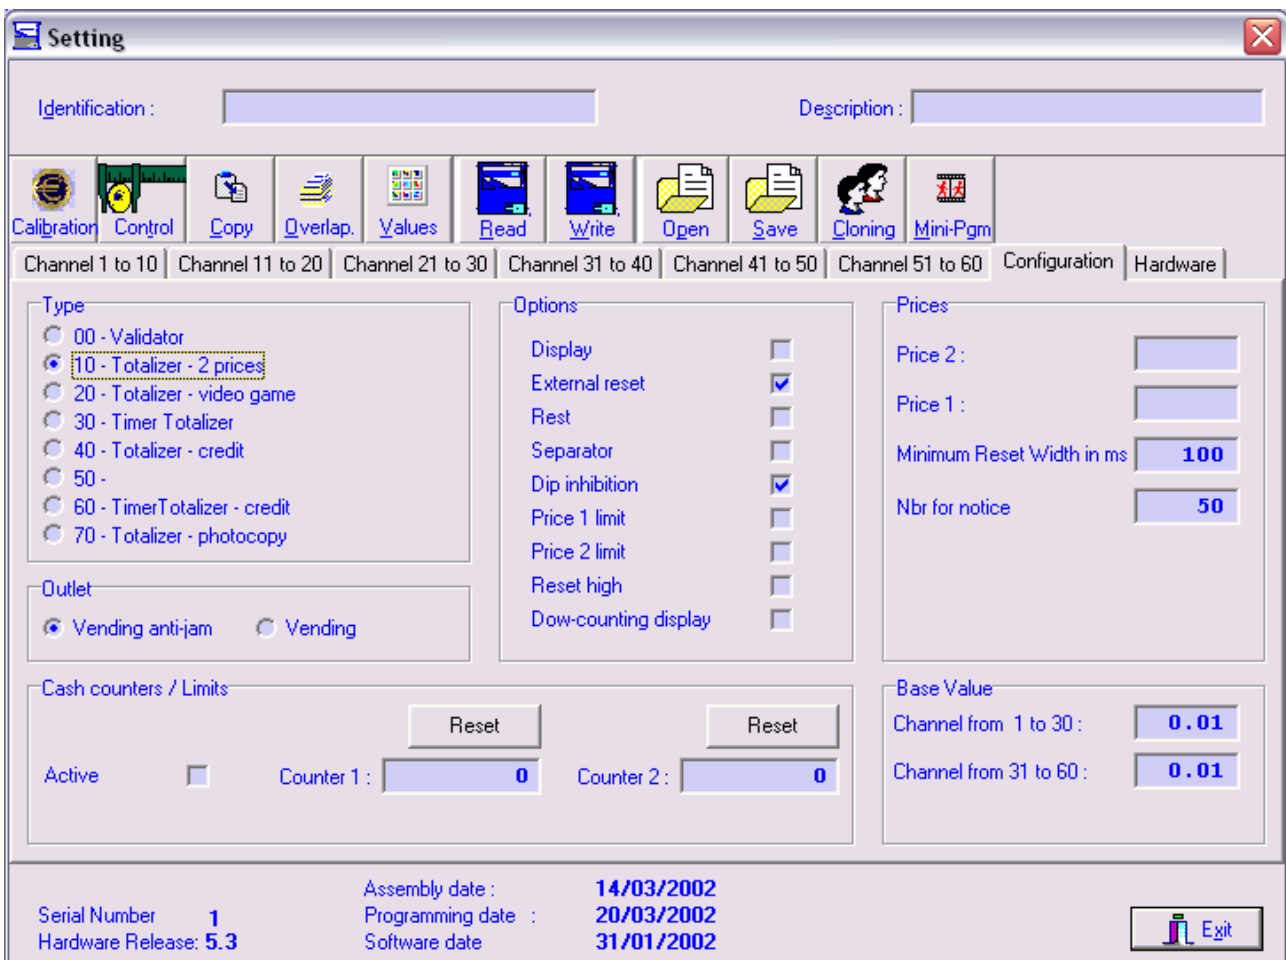 Setting
Identification :
Description :
Calibration Control Copy Overlap. Values Read Write Open Save Cloning Mini-Pgm
Channel 1 to 10 Channel 11 to 20 Channel 21 to 30 Channel 31 to 40 Channel 41 to 50 Channel 51 to 60 Configuration Hardware
Type
00 - Validator
10 - Totalizer - 2 prices
20 - Totalizer - video game
30 - Timer Totalizer
40 - Totalizer - credit
50 -
60 - TimerTotalizer - credit
70 - Totalizer - photocopy
Outlet
Vending anti-jam Vending
Options
Display
External reset
Rest
Separator
Dip inhibition
Price 1 limit
Price 2 limit
Reset high
Dow-counting display
Prices
Price 2 :
Price 1 :
Minimum Reset Width in ms 100
Nbr for notice 50
Cash counters / Limits
Reset Reset
Active Counter 1 : 0 Counter 2 : 0
Base Value
Channel from 1 to 30 : 0.01
Channel from 31 to 60 : 0.01
Serial Number 1
Hardware Release: 5.3
Assembly date : 14/03/2002
Programming date : 20/03/2002
Software date 31/01/2002
Exit